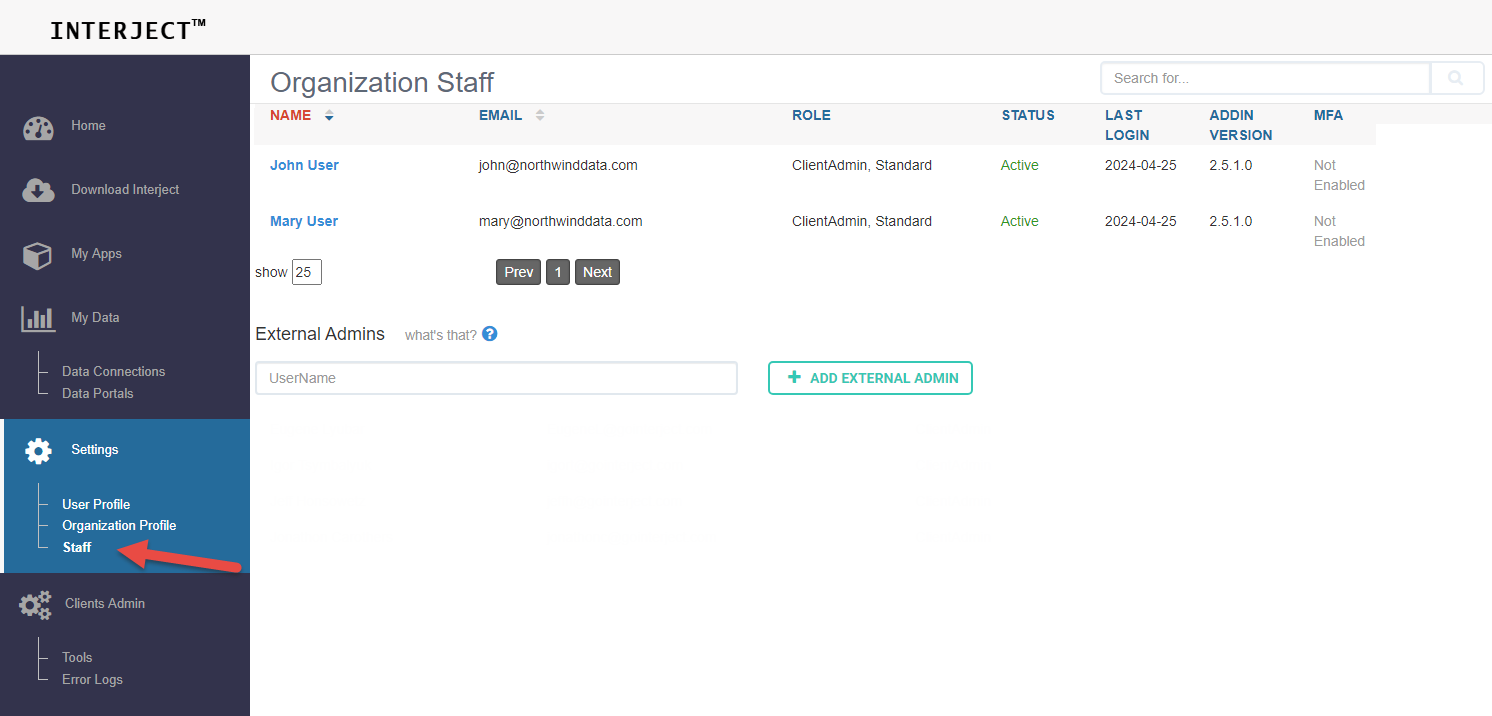 INTERJECT™
Home
Download Interject
My Apps
My Data
Data Connections
Data Portals
Settings
User Profile
Organization Profile
Staff
Clients Admin
Tools
Error Logs
Organization Staff
Search for...
NAME EMAIL ROLE STATUS LAST LOGIN ADDIN VERSION MFA
John User john@northwinddata.com ClientAdmin, Standard Active 2024-04-25 2.5.1.0 Not Enabled
Mary User mary@northwinddata.com ClientAdmin, Standard Active 2024-04-25 2.5.1.0 Not Enabled
show 25 Prev 1 Next
External Admins what's that? ?
UserName + ADD EXTERNAL ADMIN